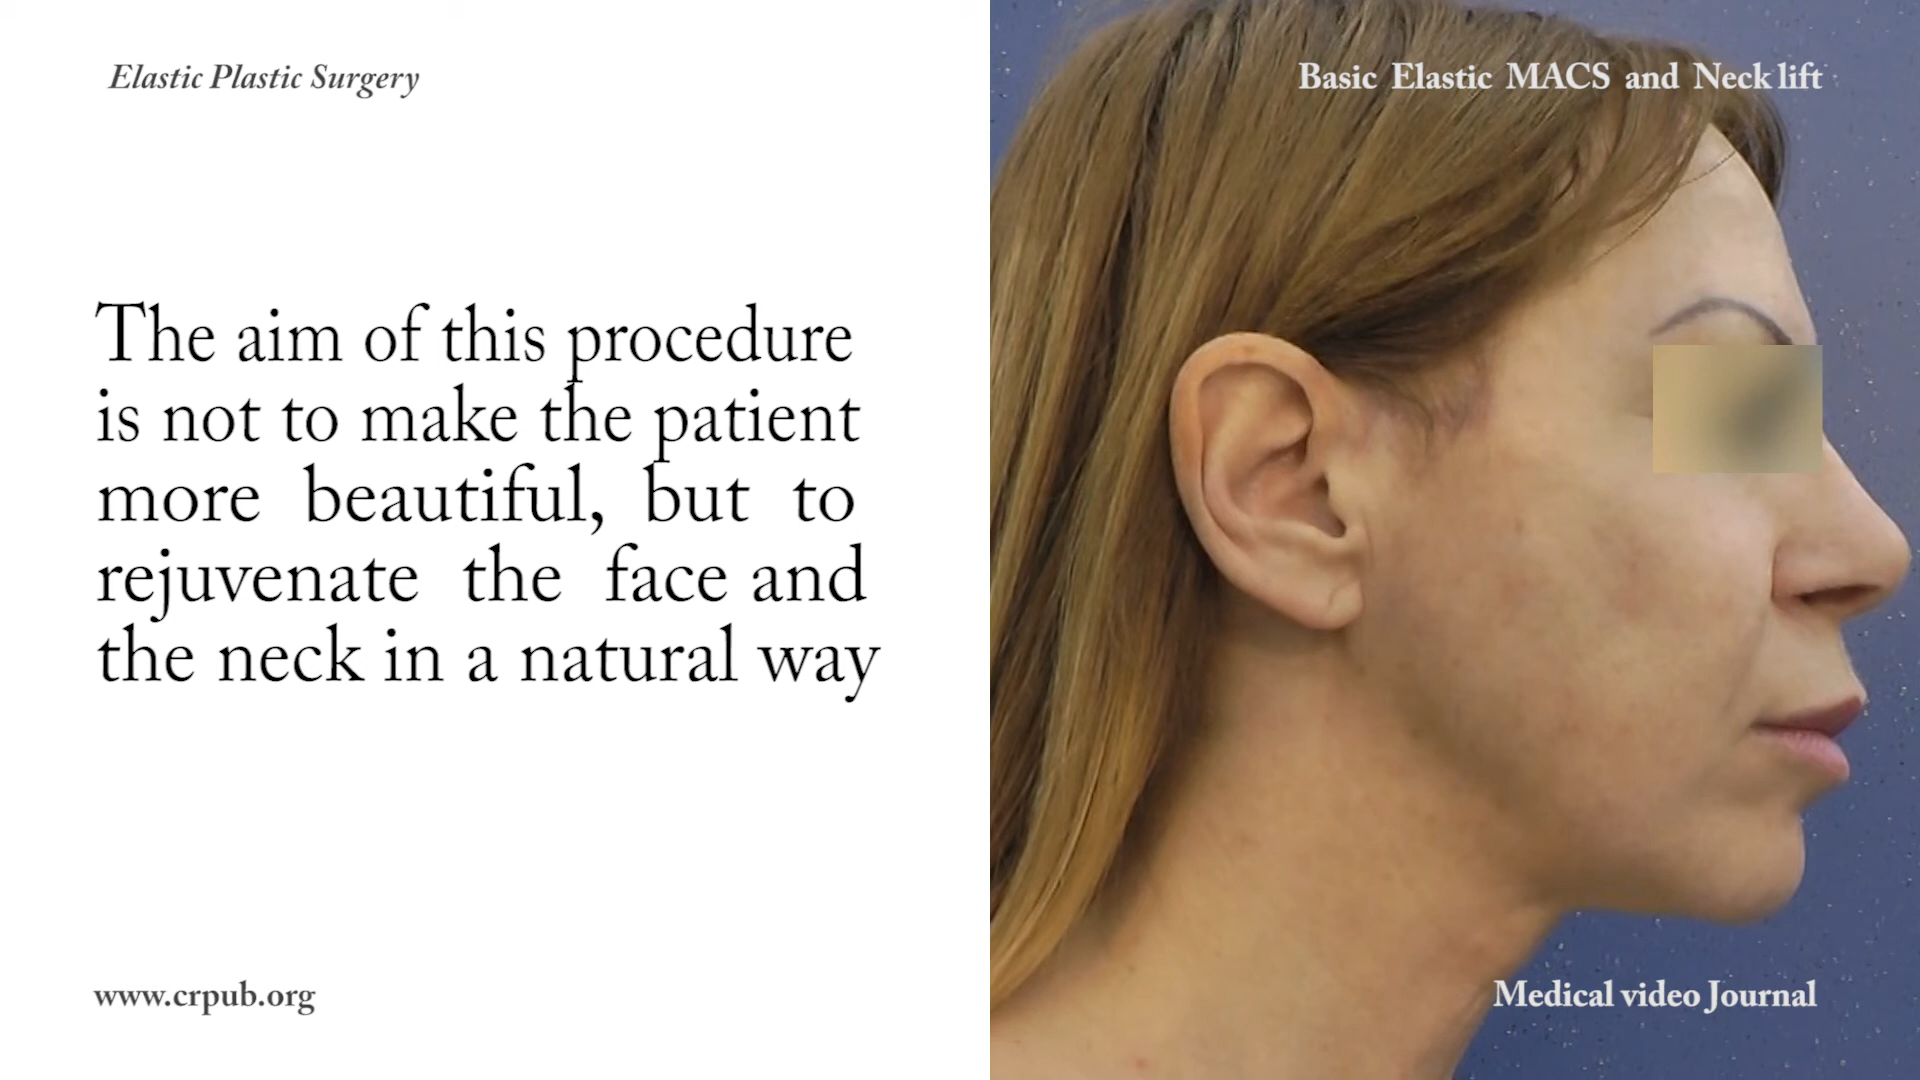 Elastic Plastic Surgery
Basic Elastic MACS and Neck lift
The aim of this procedure
is not to make the patient
more beautiful, but to
rejuvenate the face and
the neck in a natural way
www.crpub.org
Medical video Journal